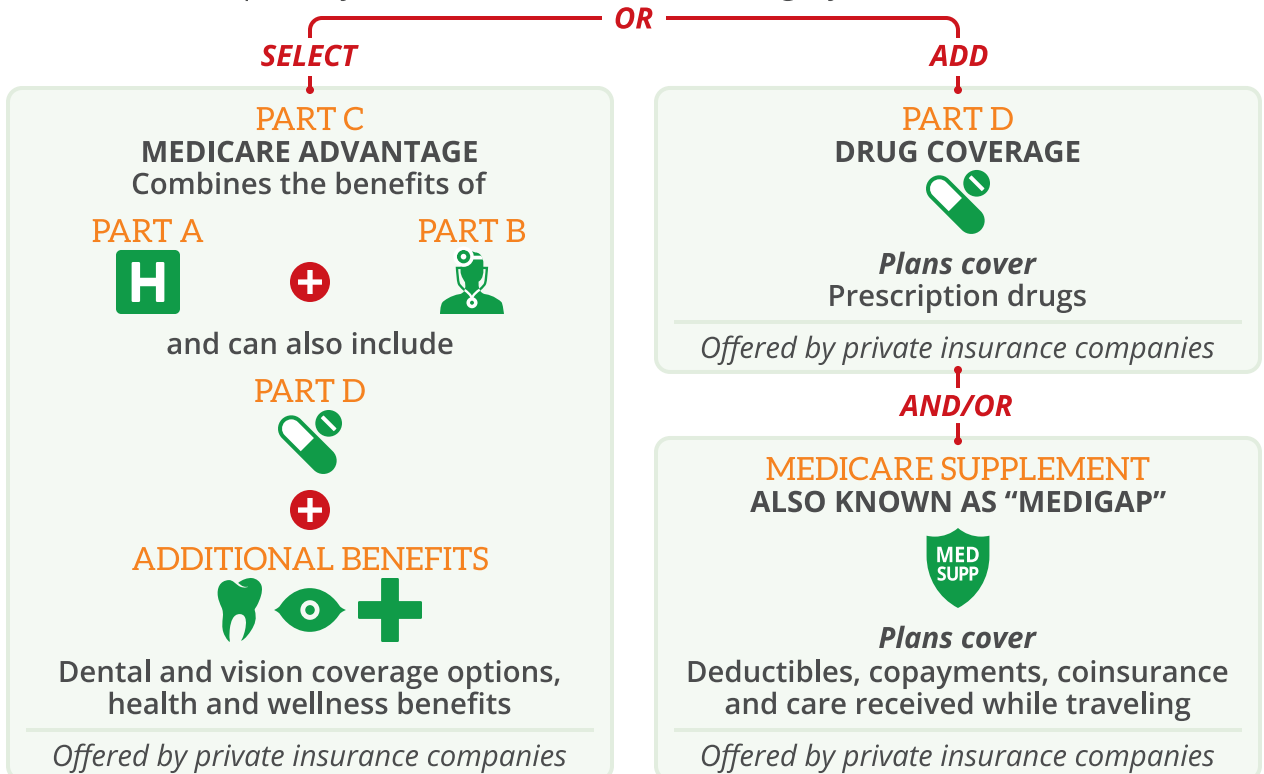 OR
SELECT
ADD
PART C
MEDICARE ADVANTAGE
Combines the benefits of
PART A
PART B
H
and can also include
PART D
ADDITIONAL BENEFITS
Dental and vision coverage options,
health and wellness benefits
Offered by private insurance companies
PART D
DRUG COVERAGE
Plans cover
Prescription drugs
Offered by private insurance companies
AND/OR
MEDICARE SUPPLEMENT
ALSO KNOWN AS “MEDIGAP”
MED
SUPP
Plans cover
Deductibles, copayments, coinsurance
and care received while traveling
Offered by private insurance companies